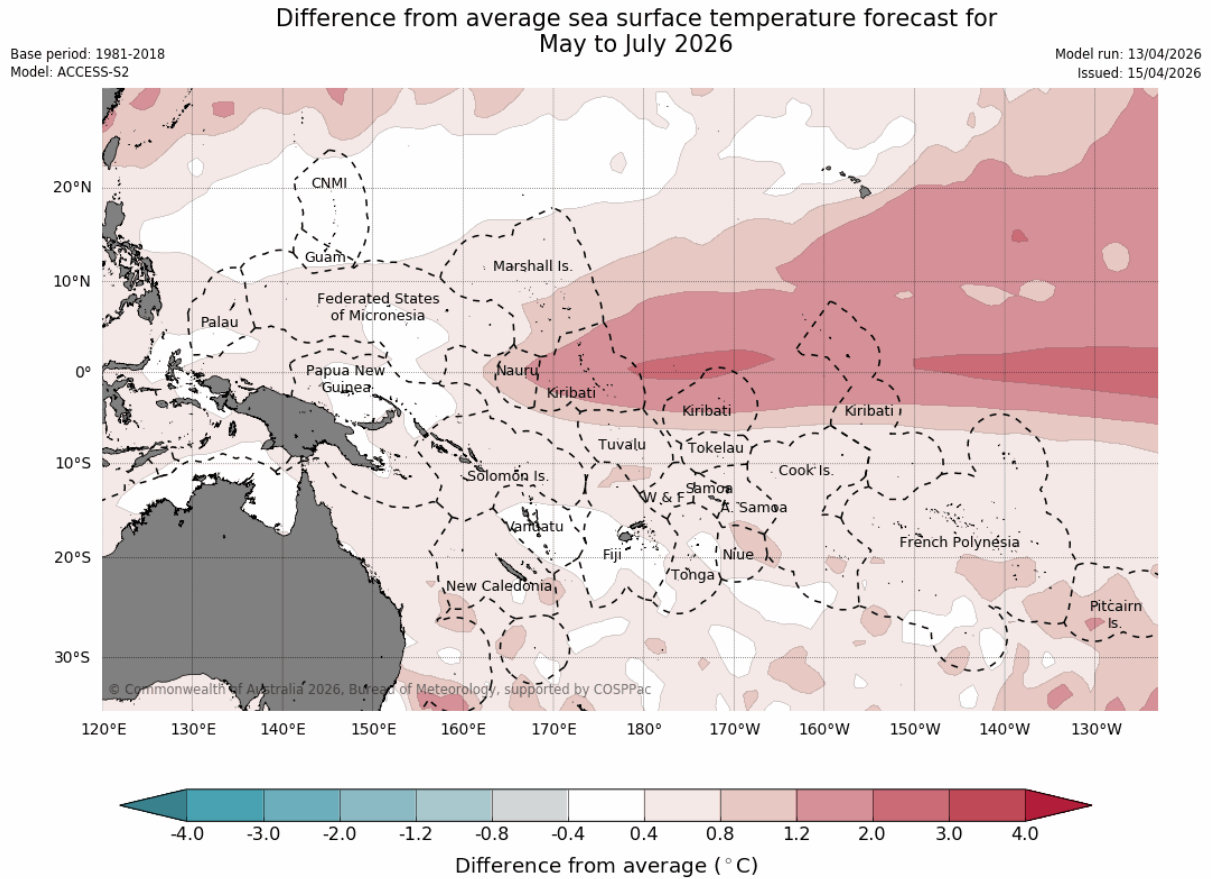 Difference from average sea surface temperature forecast for
May to July 2026
Base period: 1981-2018
Model: ACCESS-S2
Model run: 13/04/2026
Issued: 15/04/2026
20°N
10°N
0°
10°S
20°S
30°S
CNMI
Guam
Marshall Is.
Federated States
of Micronesia
Palau
Papua New
Guinea
Nauru
Kiribati
Kiribati
Kiribati
Tuvalu
Tokelau
Solomon Is.
Cook Is.
Samoa
W & F
A. Samoa
Vanuatu
Fiji
Niue
French Polynesia
Tonga
New Caledonia
Pitcairn
Is.
© Commonwealth of Australia 2026, Bureau of Meteorology, supported by COSPPac
120°E 130°E 140°E 150°E 160°E 170°E 180° 170°W 160°W 150°W 140°W 130°W
-4.0 -3.0 -2.0 -1.2 -0.8 -0.4 0.4 0.8 1.2 2.0 3.0 4.0
Difference from average (°C)